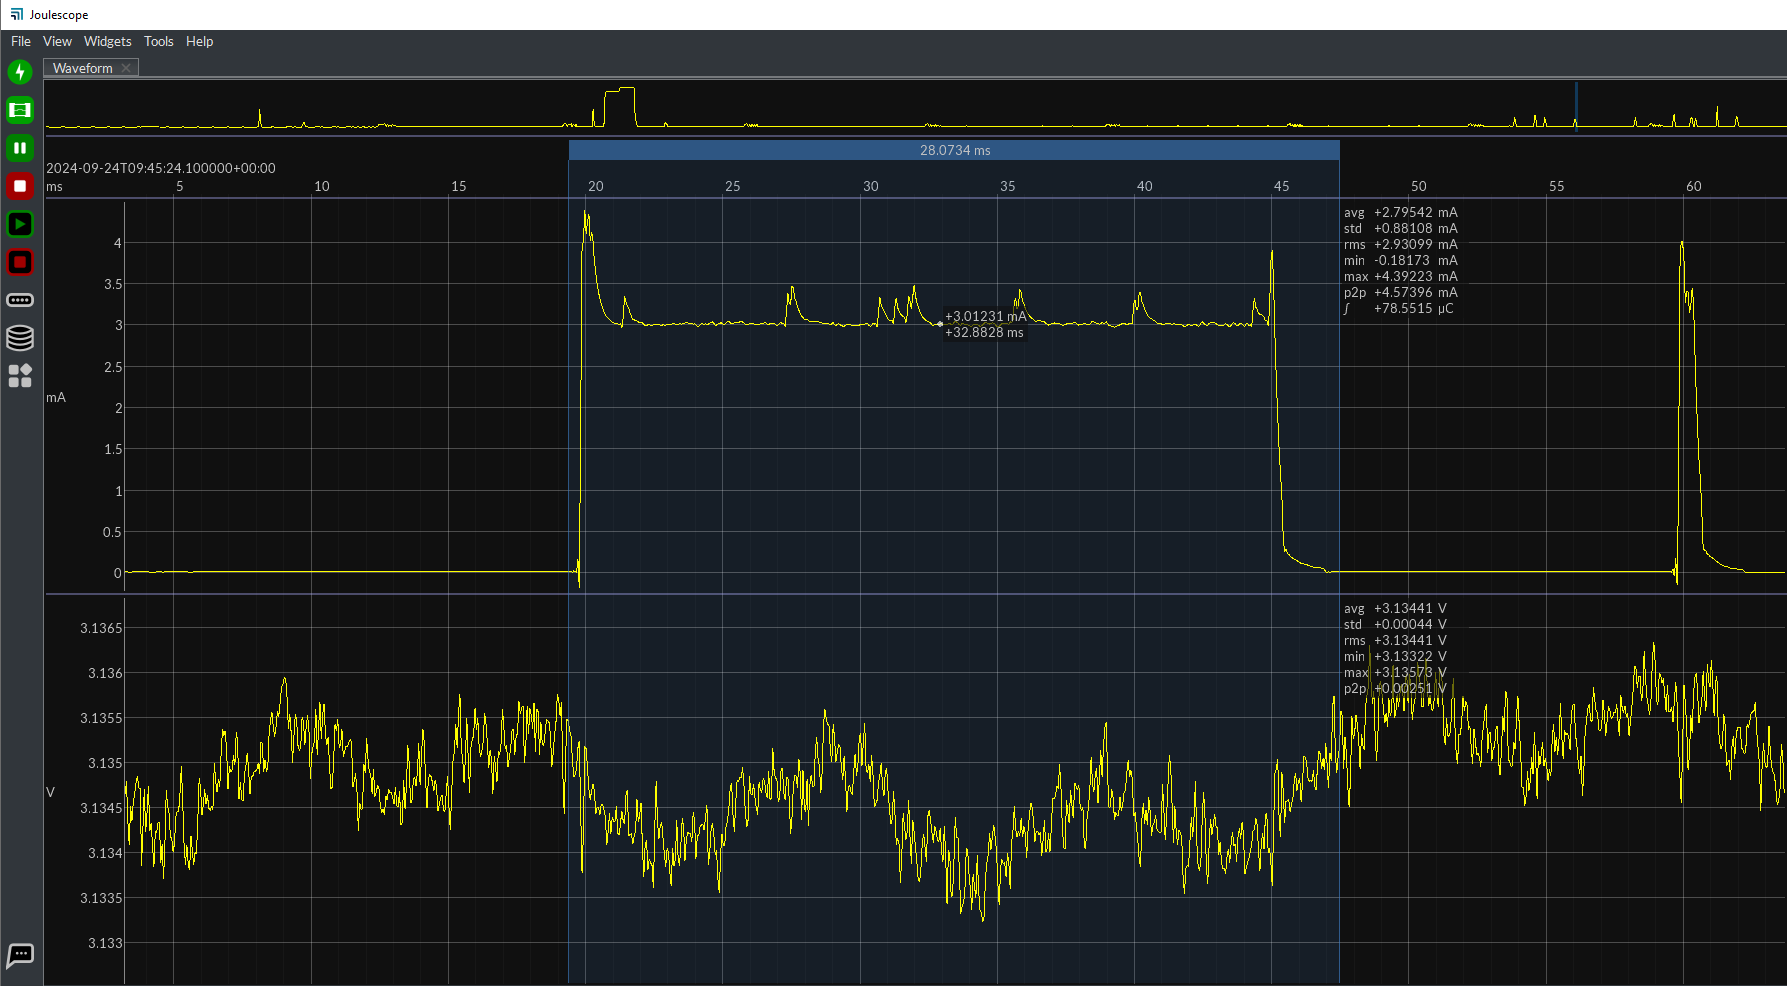 Joulescope
File View Widgets Tools Help
Waveform
28.0734 ms
2024-09-24T09:45:24.100000+00:00
ms 5 10 15 20 25 30 35 40 45 50 55 60
4
3.5
3
2.5
2
1.5
1
0.5
0
mA
+3.01231 mA
+32.8828 ms
avg +2.79542 mA
std +0.88108 mA
rms +2.93099 mA
min -0.18173 mA
max +4.39223 mA
p2p +4.57396 mA
∫ +78.5515 µC
3.1365
3.136
3.1355
3.135
3.1345
3.134
3.1335
3.133
V
avg +3.13441 V
std +0.00044 V
rms +3.13441 V
min +3.13322 V
max +3.13573 V
p2p +0.00251 V